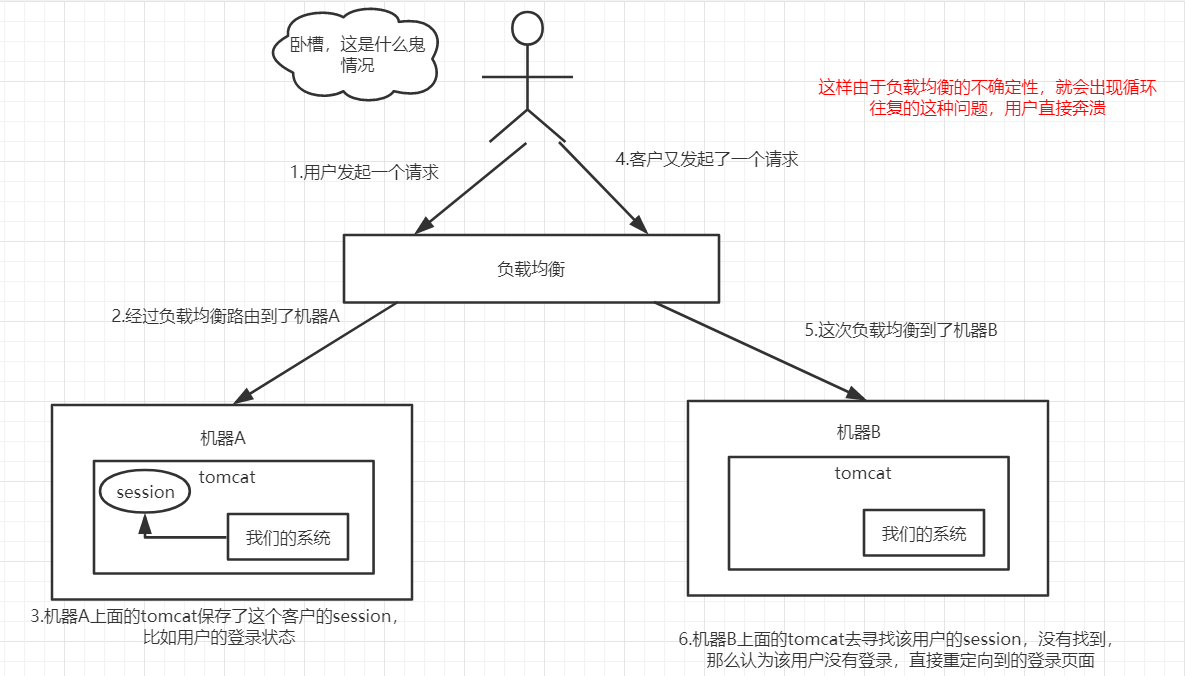 卧槽，这是什么鬼
情况
这样由于负载均衡的不确定性，就会出现循环
往复的这种问题，用户直接奔溃
1.用户发起一个请求
4.客户又发起了一个请求
负载均衡
2.经过负载均衡路由到了机器A
5.这次负载均衡到了机器B
机器A
tomcat
session
我们的系统
机器B
tomcat
我们的系统
3.机器A上面的tomcat保存了这个客户的session，
比如用户的登录状态
6.机器B上面的tomcat去寻找该用户的session，没有找到，
那么认为该用户没有登录，直接重定向到的登录页面